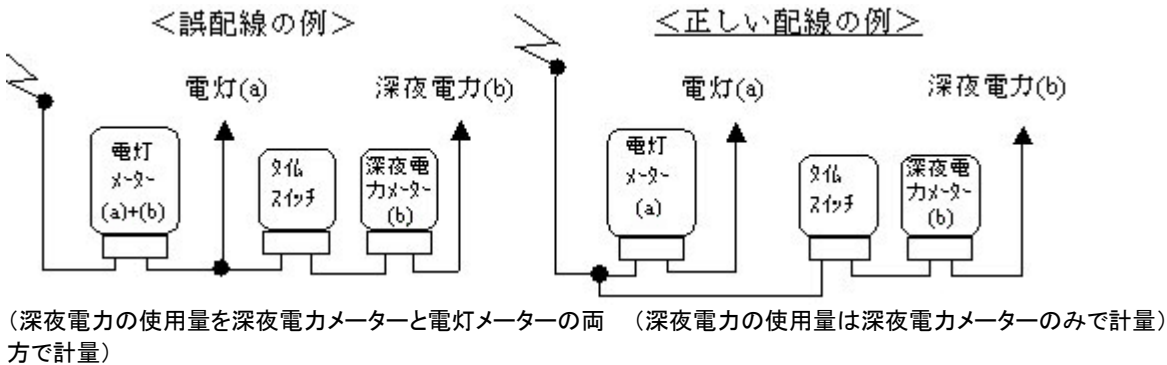 <誤配線の例>
電灯(a)
深夜電力(b)
電灯
ﾒｰﾀｰ
(a)+(b)
ﾀｲﾑ
ｽｲｯﾁ
深夜電
力ﾒｰﾀｰ
(b)
(深夜電力の使用量を深夜電力メーターと電灯メーターの両
方で計量)
<正しい配線の例>
電灯(a)
深夜電力(b)
電灯
ﾒｰﾀｰ
(a)
ﾀｲﾑ
ｽｲｯﾁ
深夜電
力ﾒｰﾀｰ
(b)
(深夜電力の使用量は深夜電力メーターのみで計量)